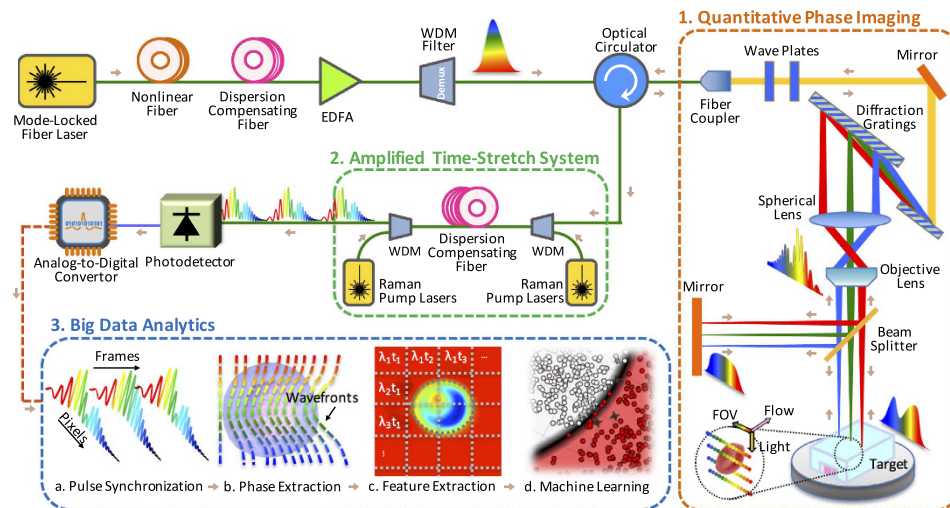 1. Quantitative Phase Imaging
WDM
Filter
Optical
Circulator
Wave Plates
Mirror
Demux
Mode-Locked
Fiber Laser
Nonlinear
Fiber
Dispersion
Compensating
Fiber
EDFA
Fiber
Coupler
Diffraction
Gratings
2. Amplified Time-Stretch System
Spherical
Lens
010101010101
Analog-to-Digital
Convertor
Photodetector
WDM
Dispersion
Compensating
Fiber
WDM
Raman
Pump Lasers
Raman
Pump Lasers
Objective
Lens
Mirror
Beam
Splitter
3. Big Data Analytics
Frames
Pixels
Wavefronts
λ1t1 λ1t2 λ1t3 ...
λ2t1
λ3t1
...
FOV
Flow
Light
Target
a. Pulse Synchronization
b. Phase Extraction
c. Feature Extraction
d. Machine Learning